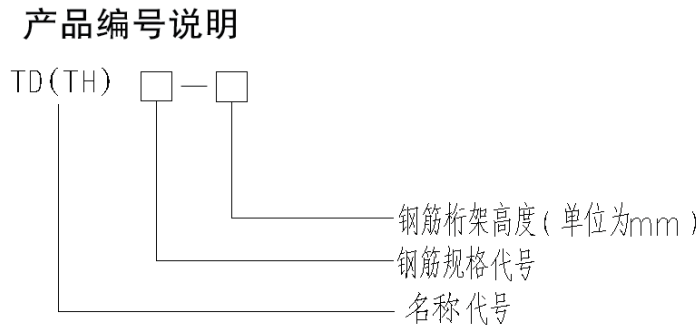 产品编号说明
TD(TH) □—□
钢筋桁架高度(单位为mm)
钢筋规格代号
名称代号